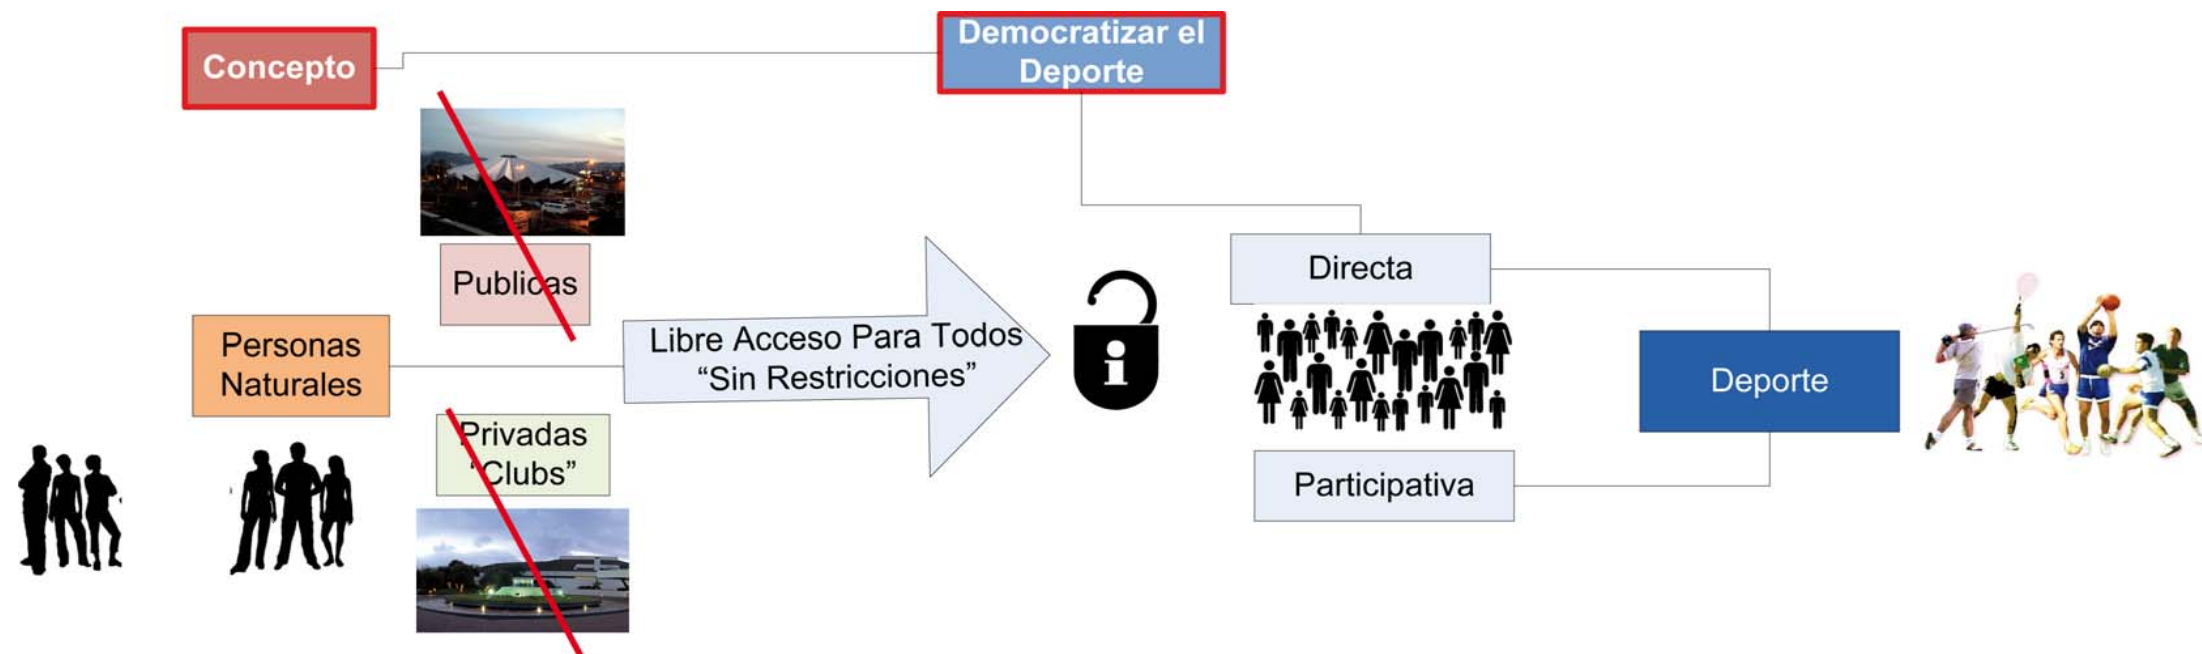 Concepto
Democratizar el
Deporte
Publicas
Personas
Naturales
Libre Acceso Para Todos
“Sin Restricciones”
Privadas
“Clubs”
i
Directa
Participativa
Deporte